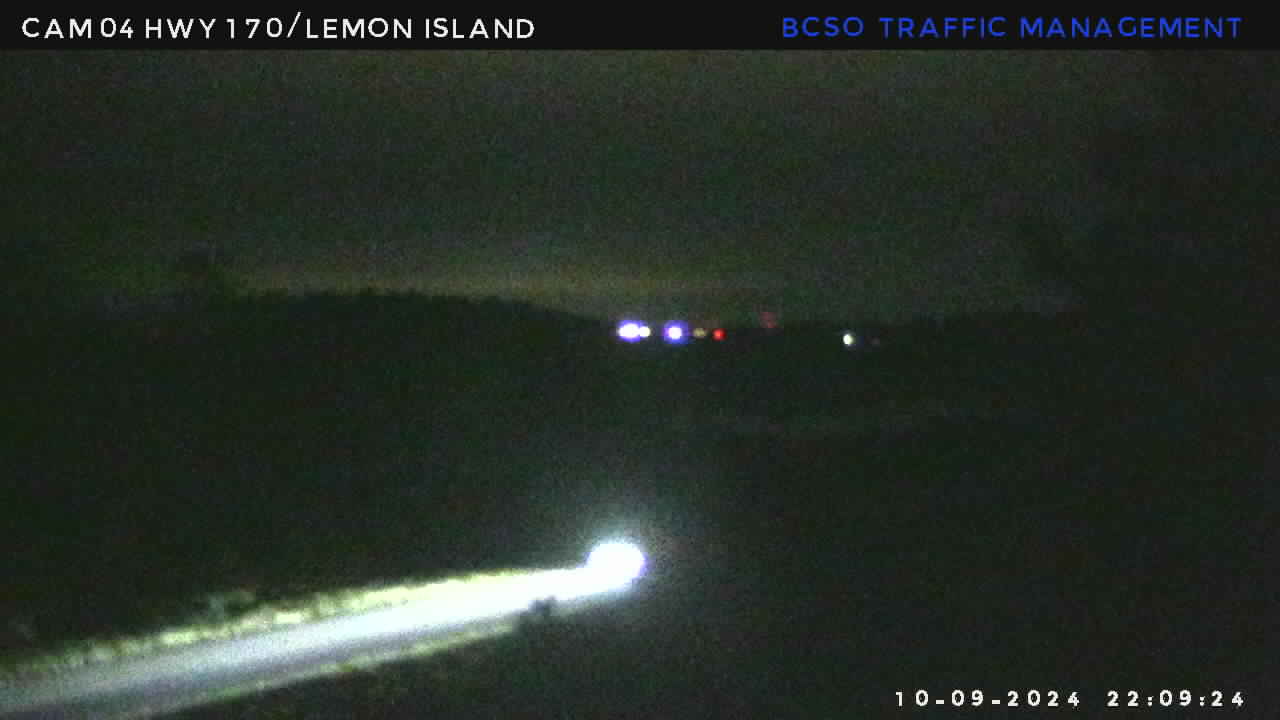 CAM04 HWY 170/LEMON ISLAND
BCSO TRAFFIC MANAGEMENT
10-09-2024 22:09:24